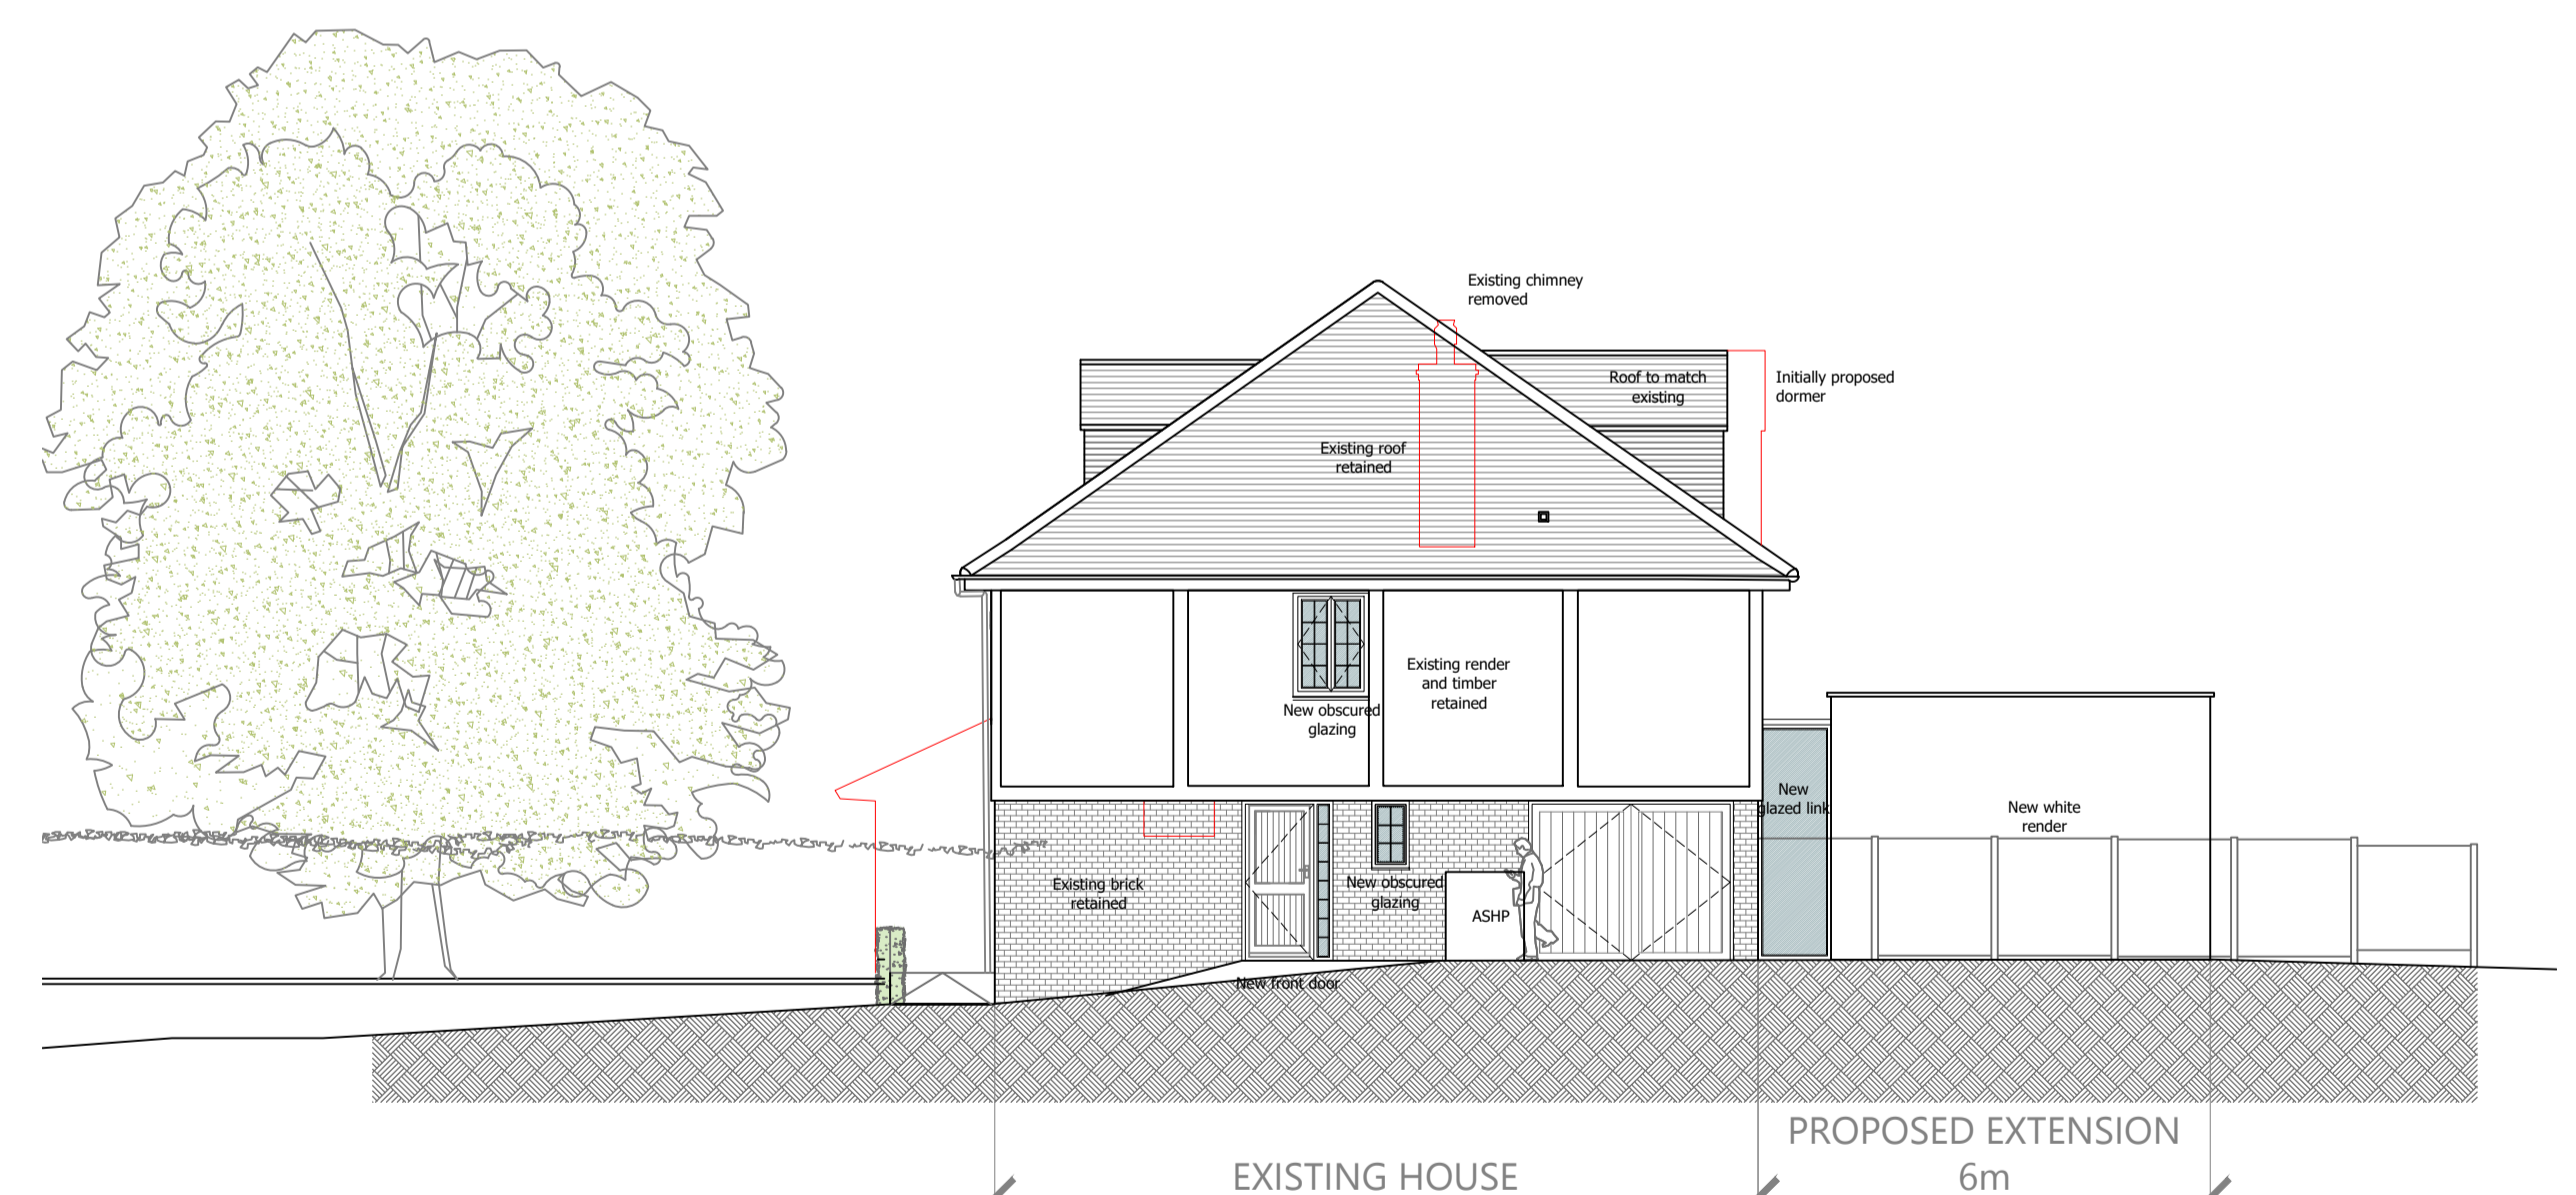 Existing chimney
removed
Roof to match
existing
Initially proposed
dormer
Existing roof
retained
Existing render
and timber
retained
New obscured
glazing
New
glazed link
New white
render
Existing brick
retained
New obscured
glazing
ASHP
New front door
PROPOSED EXTENSION
6m
EXISTING HOUSE